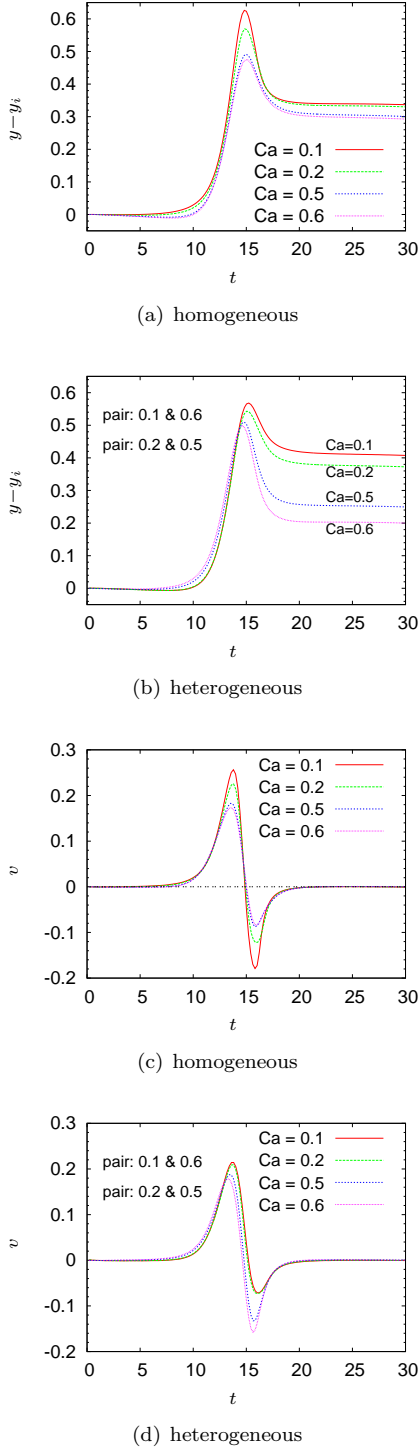 0.6
0.5
0.4
0.3
0.2
0.1
0
y−yᵢ
Ca = 0.1
Ca = 0.2
Ca = 0.5
Ca = 0.6
0 5 10 15 20 25 30
t
(a) homogeneous
0.6
0.5
0.4
0.3
0.2
0.1
0
y−yᵢ
pair: 0.1 & 0.6
pair: 0.2 & 0.5
Ca=0.1
Ca=0.2
Ca=0.5
Ca=0.6
0 5 10 15 20 25 30
t
(b) heterogeneous
0.3
0.2
0.1
0
-0.1
-0.2
v
Ca = 0.1
Ca = 0.2
Ca = 0.5
Ca = 0.6
0 5 10 15 20 25 30
t
(c) homogeneous
0.3
0.2
0.1
0
-0.1
-0.2
v
pair: 0.1 & 0.6
pair: 0.2 & 0.5
Ca = 0.1
Ca = 0.2
Ca = 0.5
Ca = 0.6
0 5 10 15 20 25 30
t
(d) heterogeneous